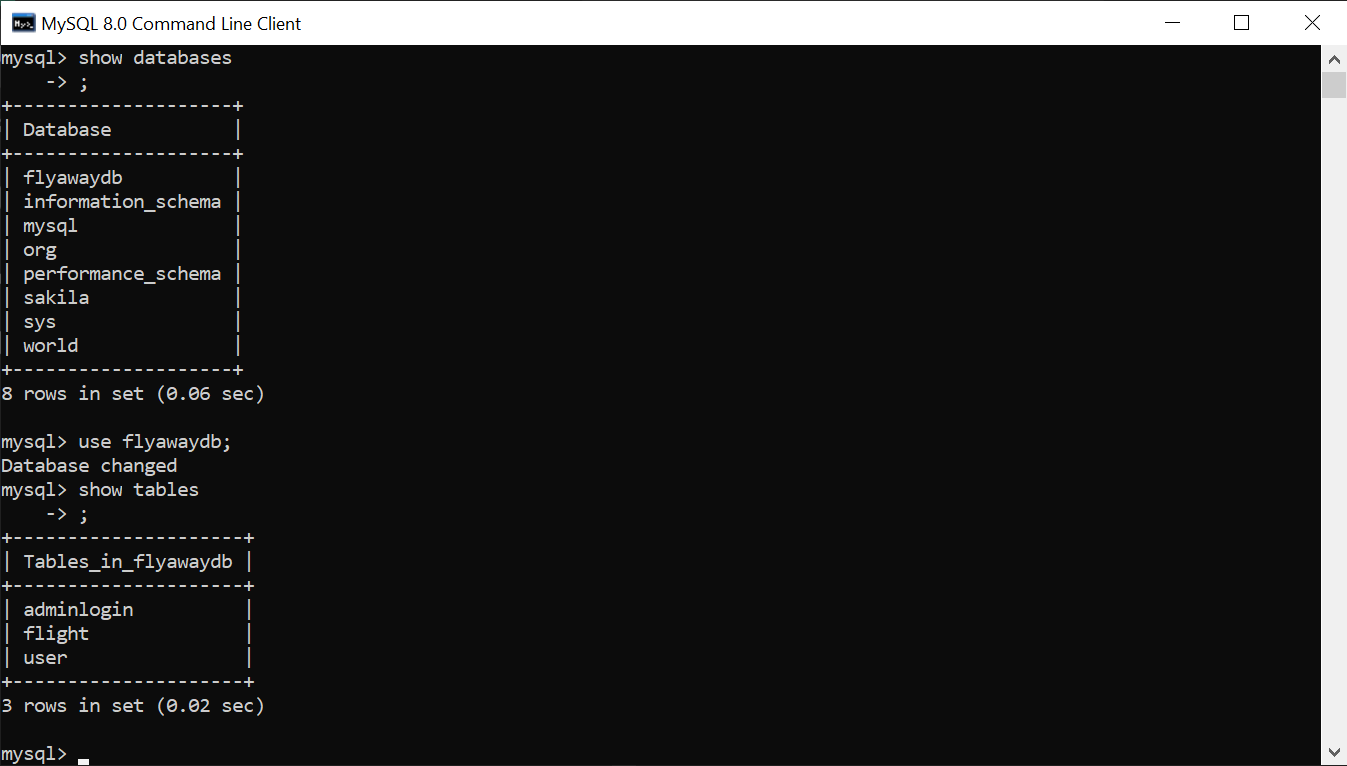 MySQL 8.0 Command Line Client
mysql> show databases
    -> ;
+--------------------+
| Database           |
+--------------------+
| flyawaydb          |
| information_schema |
| mysql              |
| org                |
| performance_schema |
| sakila             |
| sys                |
| world              |
+--------------------+
8 rows in set (0.06 sec)

mysql> use flyawaydb;
Database changed
mysql> show tables
    -> ;
+---------------------+
| Tables_in_flyawaydb |
+---------------------+
| adminlogin          |
| flight              |
| user                |
+---------------------+
3 rows in set (0.02 sec)

mysql>